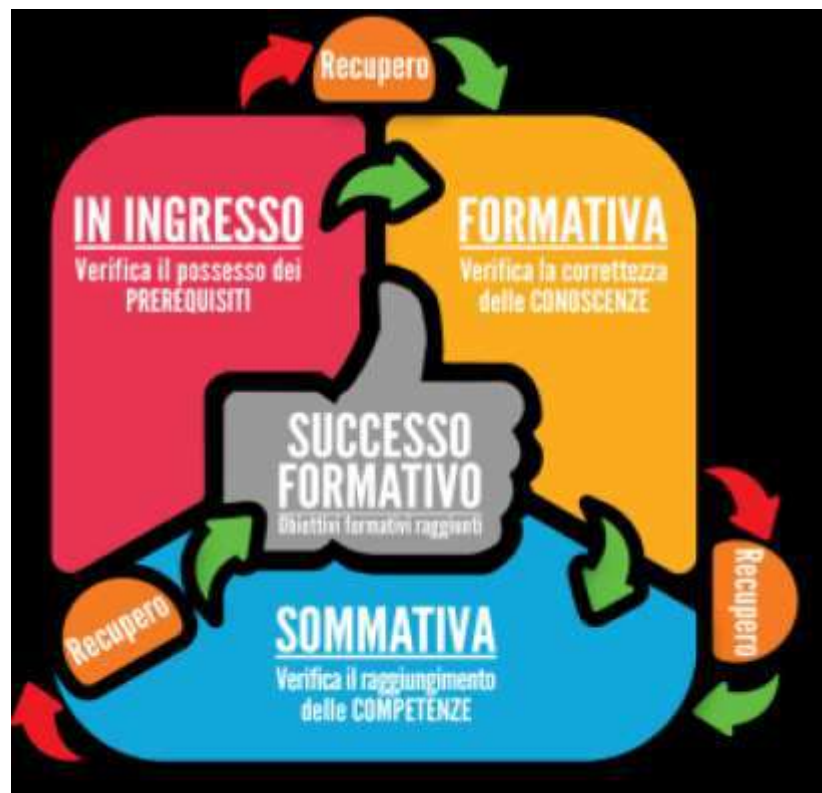 Recupero
IN INGRESSO
Verifica il possesso dei
PREREQUISITI
FORMATIVA
Verifica la correttezza
delle CONOSCENZE
SUCCESSO
FORMATIVO
Obiettivi formativi raggiunti
Recupero
Recupero
SOMMATIVA
Verifica il raggiungimento
delle COMPETENZE